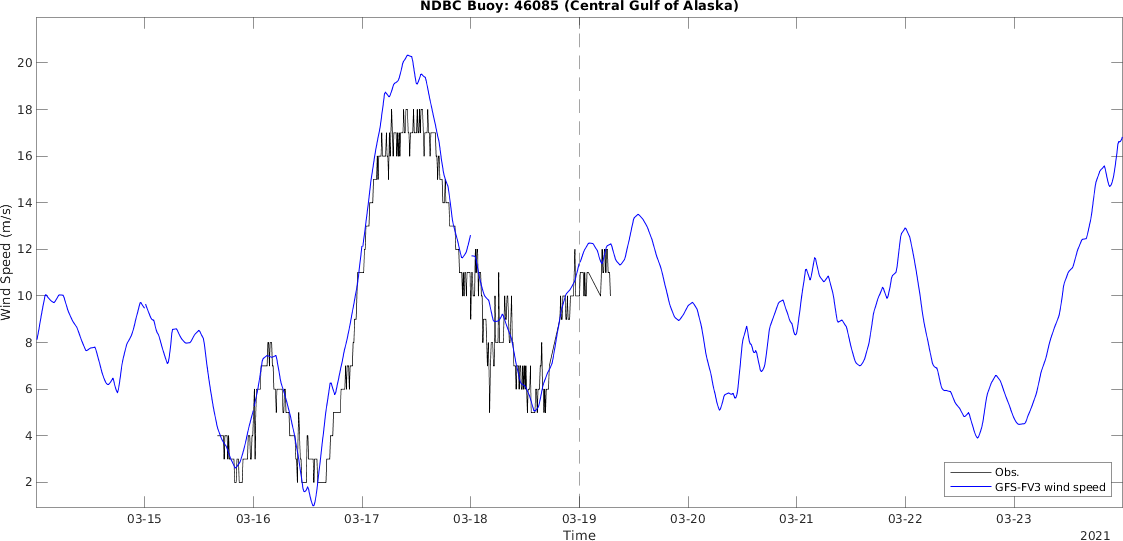 NDBC Buoy: 46085 (Central Gulf of Alaska)
20
18
16
14
12
10
8
6
4
2
Wind Speed (m/s)
Obs.
GFS-FV3 wind speed
03-15 03-16 03-17 03-18 03-19 03-20 03-21 03-22 03-23
Time
2021